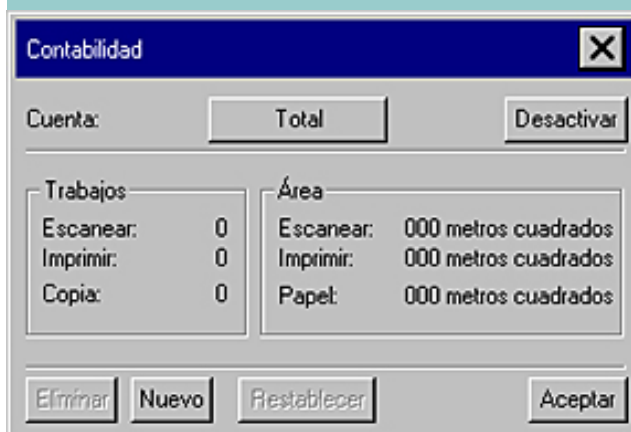 Contabilidad
Cuenta: Total Desactivar
Trabajos Área
Escanear: 0 Escanear: 000 metros cuadrados
Imprimir: 0 Imprimir: 000 metros cuadrados
Copia: 0 Papel: 000 metros cuadrados
Eliminar Nuevo Restablecer Aceptar